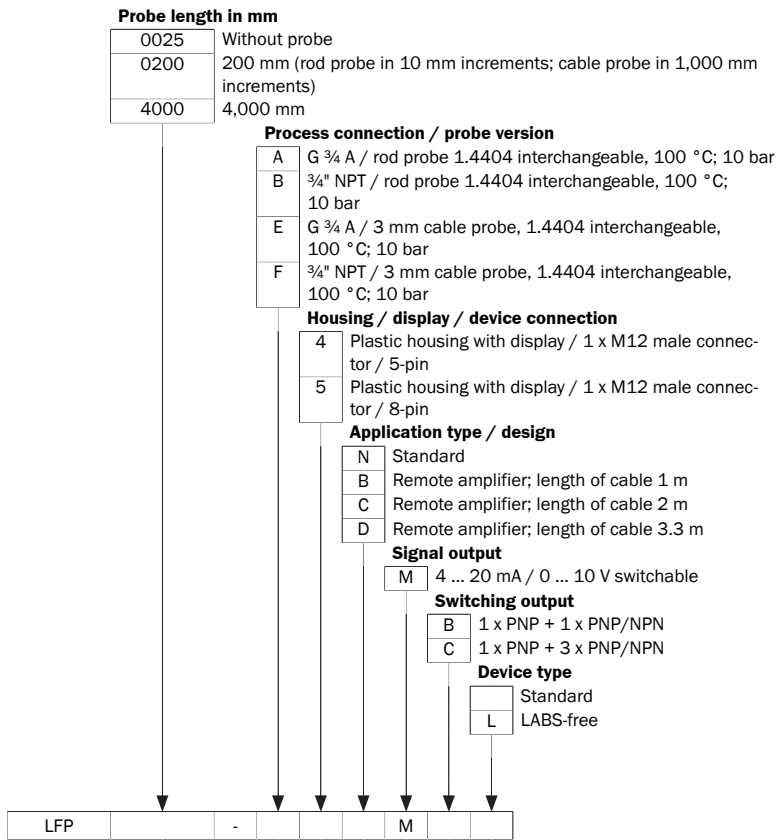 Probe length in mm
0025 Without probe
0200 200 mm (rod probe in 10 mm increments; cable probe in 1,000 mm
increments)
4000 4,000 mm
Process connection / probe version
A G ¾ A / rod probe 1.4404 interchangeable, 100 °C; 10 bar
B ¾" NPT / rod probe 1.4404 interchangeable, 100 °C;
10 bar
E G ¾ A / 3 mm cable probe, 1.4404 interchangeable,
100 °C; 10 bar
F ¾" NPT / 3 mm cable probe, 1.4404 interchangeable,
100 °C; 10 bar
Housing / display / device connection
4 Plastic housing with display / 1 x M12 male connec-
tor / 5-pin
5 Plastic housing with display / 1 x M12 male connec-
tor / 8-pin
Application type / design
N Standard
B Remote amplifier; length of cable 1 m
C Remote amplifier; length of cable 2 m
D Remote amplifier; length of cable 3.3 m
Signal output
M 4 ... 20 mA / 0 ... 10 V switchable
Switching output
B 1 x PNP + 1 x PNP/NPN
C 1 x PNP + 3 x PNP/NPN
Device type
Standard
L LABS-free
LFP - M